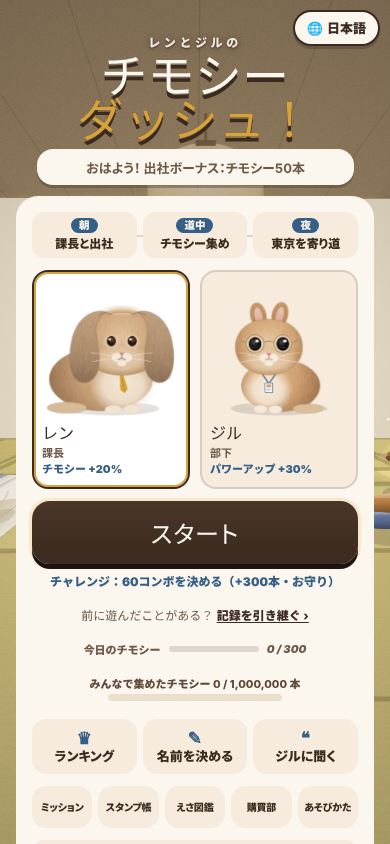 日本語
レンとジルの
チモシー
ダッシュ！
おはよう! 出社ボーナス:チモシー50本
朝
課長と出社
道中
チモシー集め
夜
東京を寄り道
レン
課長
チモシー +20%
ジル
部下
パワーアップ +30%
スタート
チャレンジ：60コンボを決める（+300本・お守り）
前に遊んだことがある？ 記録を引き継ぐ ›
今日のチモシー 0 / 300
みんなで集めたチモシー 0 / 1,000,000 本
ランキング
名前を決める
ジルに聞く
ミッション
スタンプ帳
えさ図鑑
購買部
あそびかた